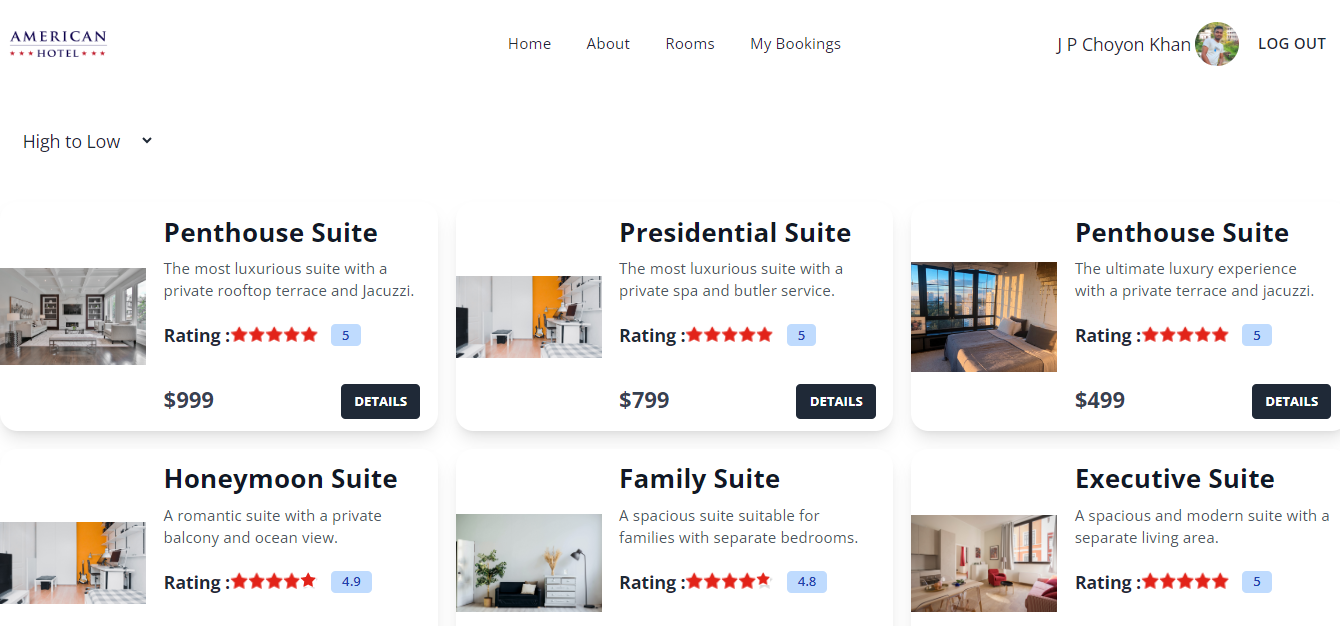 AMERICAN
HOTEL
Home About Rooms My Bookings
J P Choyon Khan LOG OUT
High to Low
Penthouse Suite
The most luxurious suite with a
private rooftop terrace and Jacuzzi.
Rating : 5
$999 DETAILS
Presidential Suite
The most luxurious suite with a
private spa and butler service.
Rating : 5
$799 DETAILS
Penthouse Suite
The ultimate luxury experience
with a private terrace and jacuzzi.
Rating : 5
$499 DETAILS
Honeymoon Suite
A romantic suite with a private
balcony and ocean view.
Rating : 4.9
Family Suite
A spacious suite suitable for
families with separate bedrooms.
Rating : 4.8
Executive Suite
A spacious and modern suite with a
separate living area.
Rating : 5